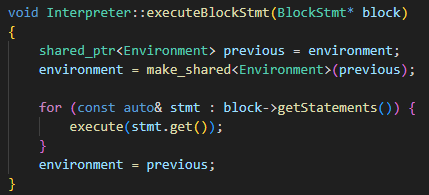 void Interpreter::executeBlockStmt(BlockStmt* block)
{
    shared_ptr<Environment> previous = environment;
    environment = make_shared<Environment>(previous);

    for (const auto& stmt : block->getStatements()) {
        execute(stmt.get());
    }
    environment = previous;
}